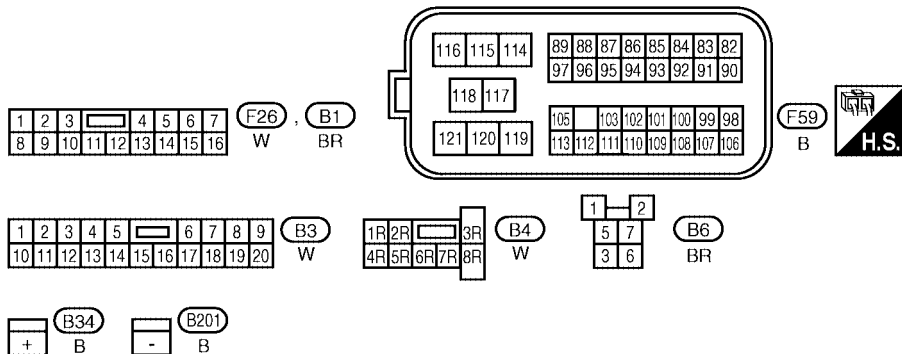 116 115 114 89 88 87 86 85 84 83 82
97 96 95 94 93 92 91 90
118 117
1 2 3 4 5 6 7 F26 , B1 105 103 102 101 100 99 98 F59
8 9 10 11 12 13 14 15 16 W BR 121 120 119 113 112 111 110 109 108 107 106 B H.S.
1 2 3 4 5 6 7 8 9 B3 1R 2R 3R B4 1 2 B6
10 11 12 13 14 15 16 17 18 19 20 W 4R 5R 6R 7R 8R W 5 7 BR
3 6
B34 B201
+ B - B